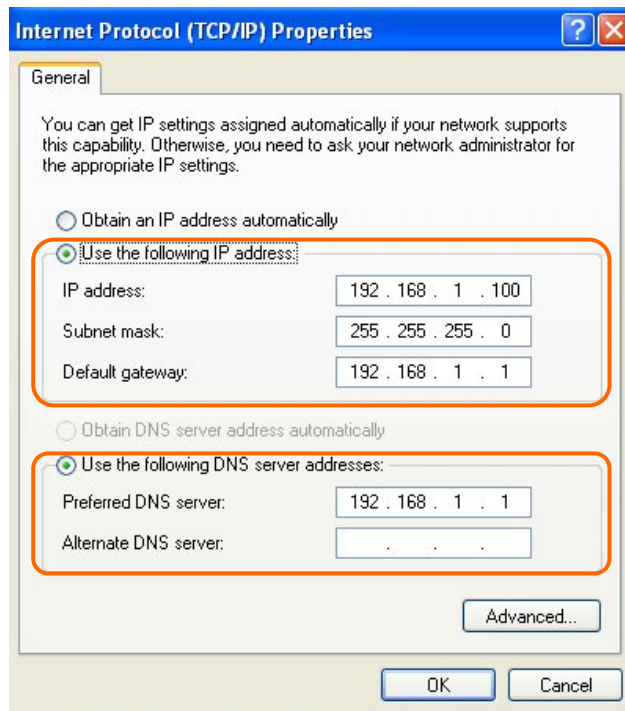 Internet Protocol (TCP/IP) Properties
General
You can get IP settings assigned automatically if your network supports
this capability. Otherwise, you need to ask your network administrator for
the appropriate IP settings.
Obtain an IP address automatically
Use the following IP address:
IP address: 192 . 168 . 1 . 100
Subnet mask: 255 . 255 . 255 . 0
Default gateway: 192 . 168 . 1 . 1
Obtain DNS server address automatically
Use the following DNS server addresses:
Preferred DNS server: 192 . 168 . 1 . 1
Alternate DNS server: . . .
Advanced...
OK Cancel